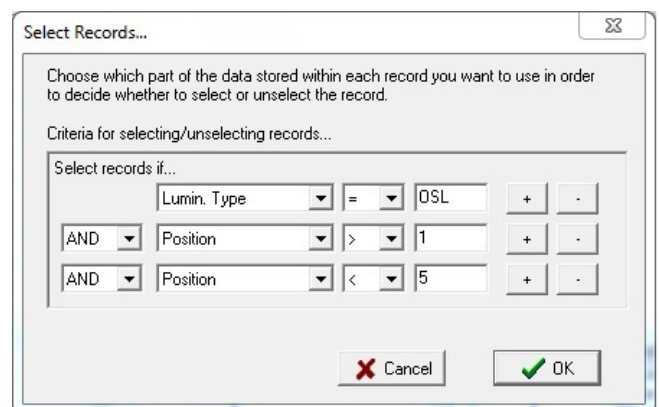 Select Records...
Choose which part of the data stored within each record you want to use in order
to decide whether to select or unselect the record.
Criteria for selecting/unselecting records...
Select records if...
Lumin. Type = OSL + -
AND Position > 1 + -
AND Position < 5 + -
Cancel OK